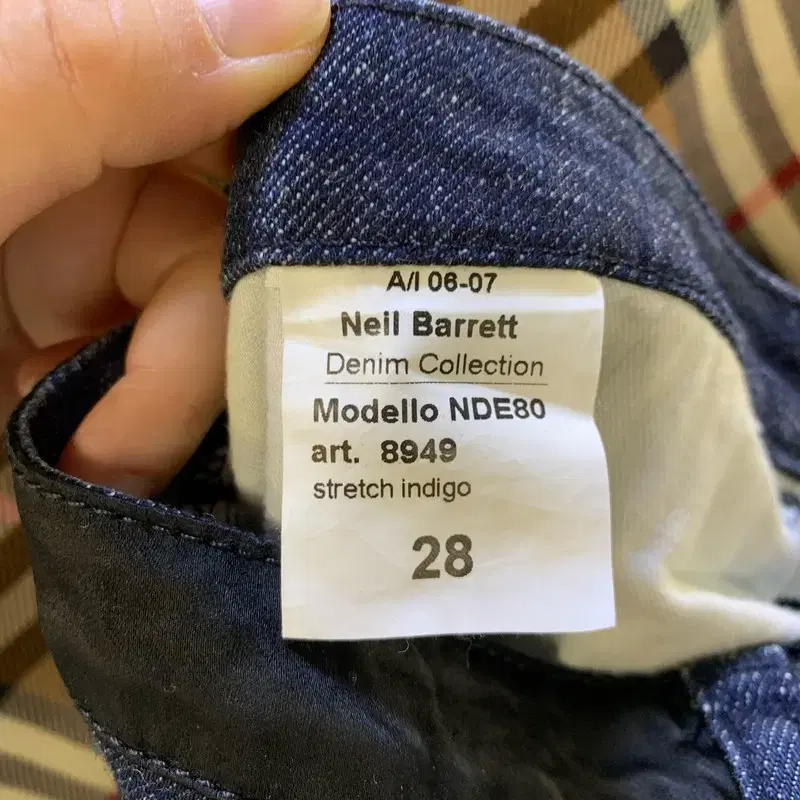 A/I 06-07
Neil Barrett
Denim Collection
Modello NDE80
art. 8949
stretch indigo
28